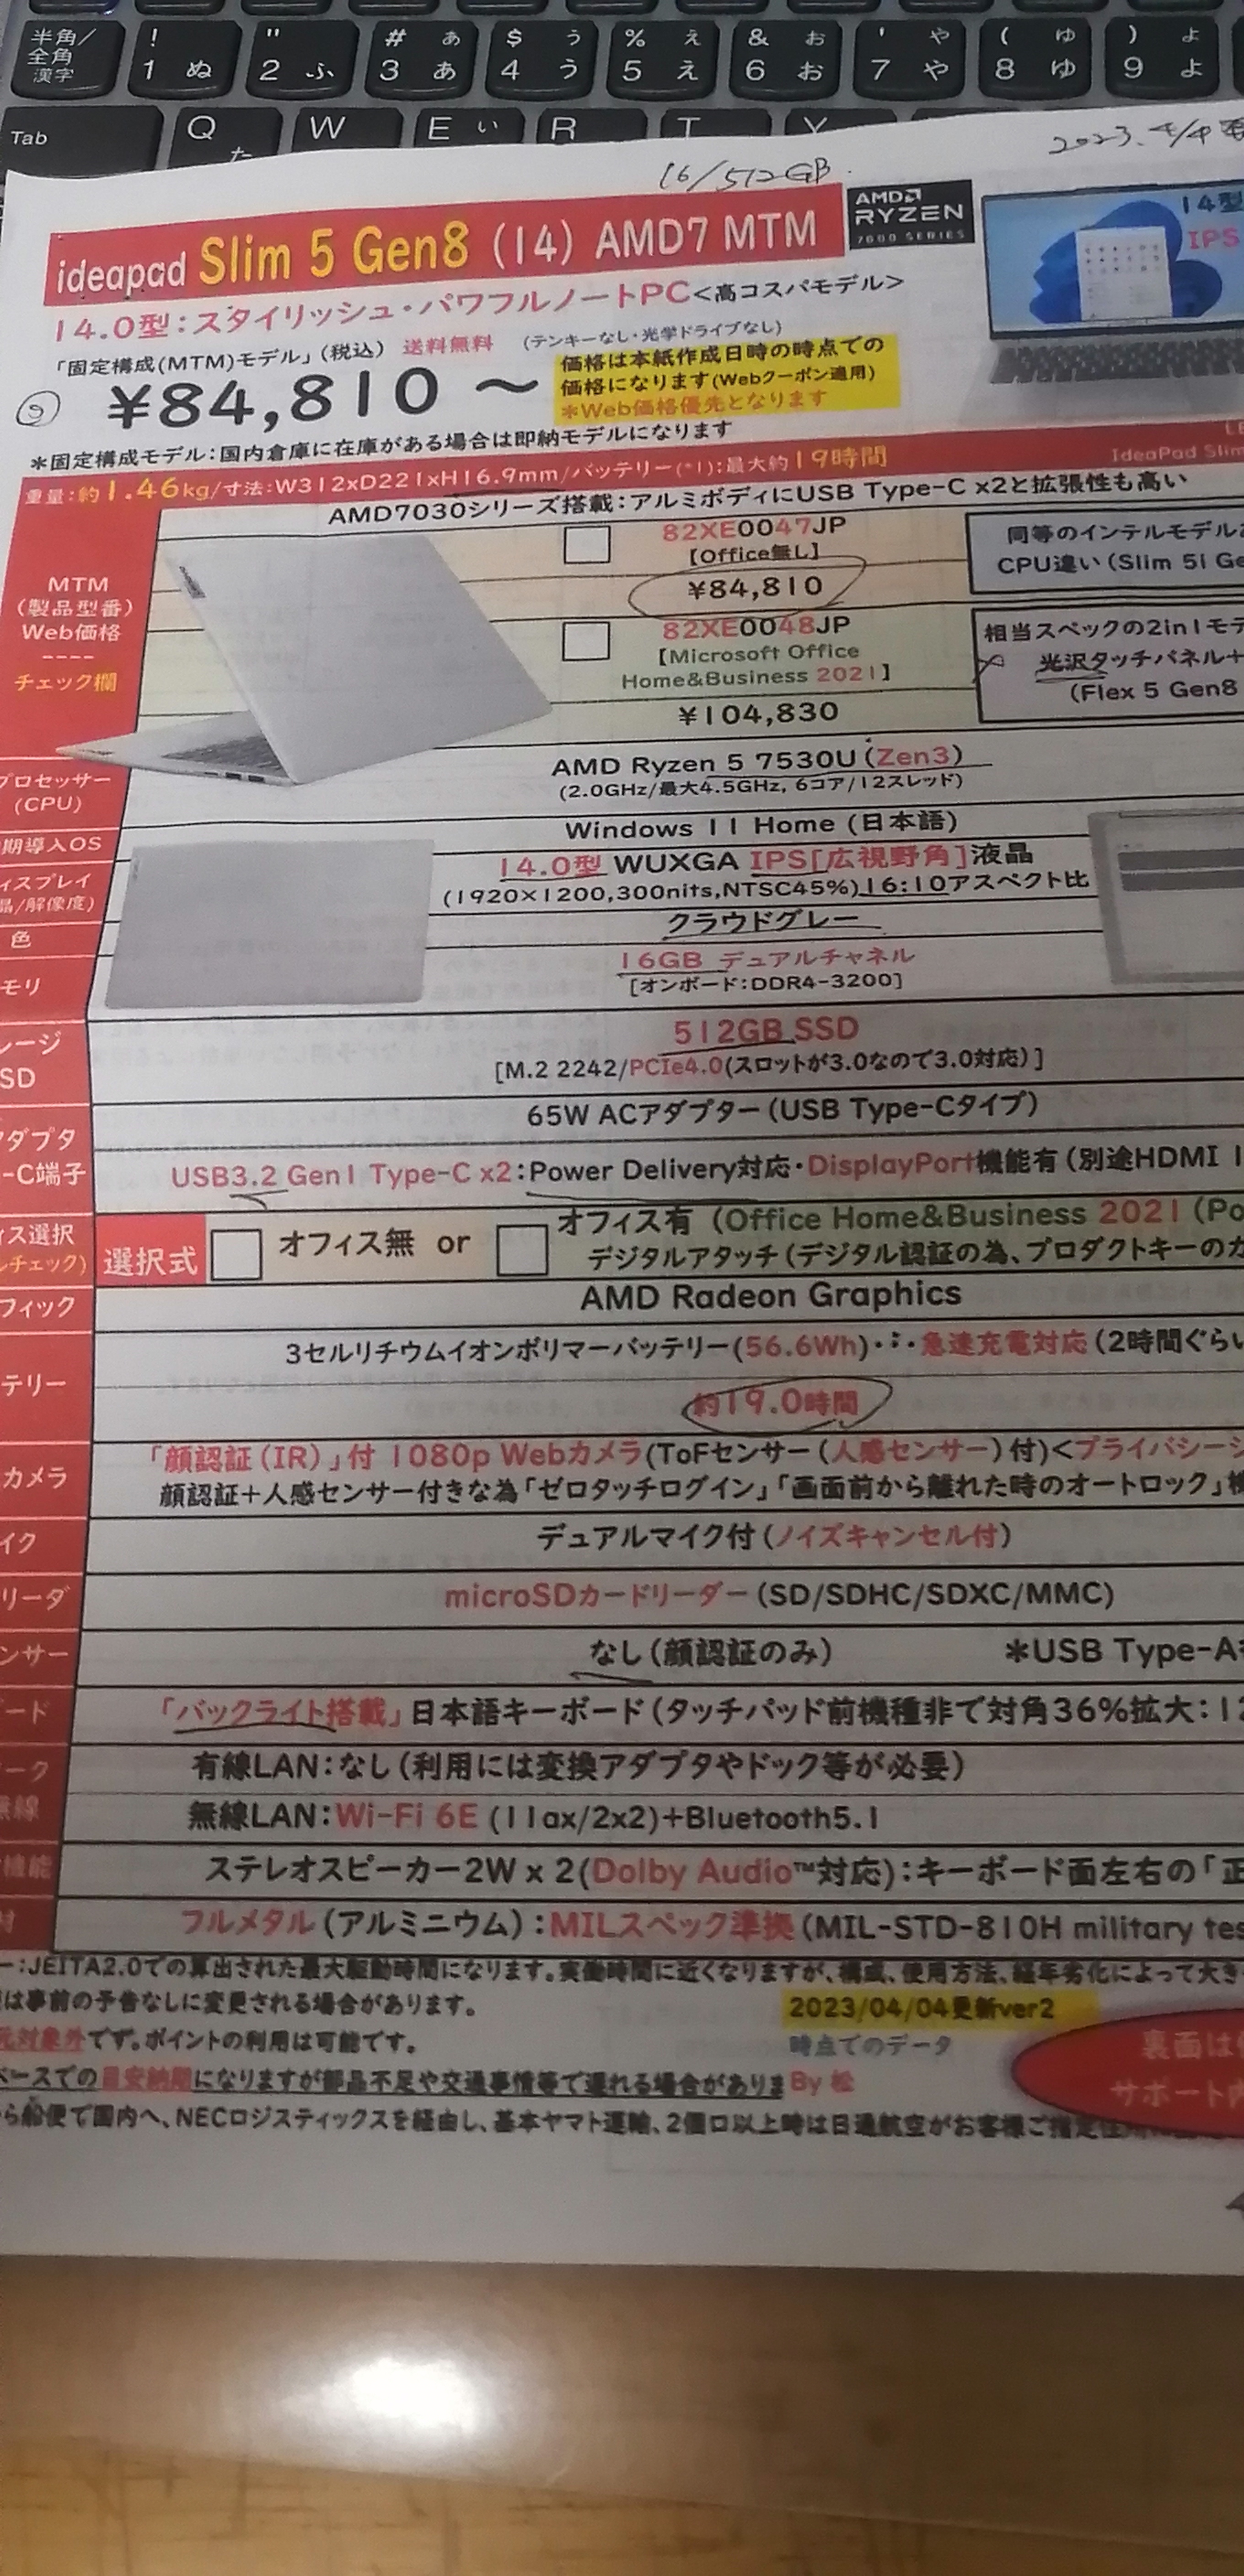 半角/
全角
漢字
! 1 ぬ
" 2 ふ
# ぁ 3 あ
$ ぅ 4 う
% ぇ 5 え
& ぉ 6 お
' ゃ 7 や
( ゅ 8 ゆ
) ょ 9 よ
Tab
Q た
W
E ぃ
R
T
Y
2023. 4/4
16/512GB
ideapad Slim 5 Gen8 (14) AMD7 MTM
AMD
RYZEN
7000 SERIES
14型
IPS
14.0型:スタイリッシュ・パワフルノートPC<高コスパモデル>
「固定構成(MTM)モデル」(税込) 送料無料 (テンキーなし・光学ドライブなし)
¥84,810 ~
価格は本紙作成日時の時点での
価格になります(Webクーポン適用)
*Web価格優先となります
*固定構成モデル:国内倉庫に在庫がある場合は即納モデルになります
重量:約1.46kg/寸法:W312xD221xH16.9mm/バッテリー(*1):最大約19時間
IdeaPad Slim
AMD7030シリーズ搭載:アルミボディにUSB Type-C x2と拡張性も高い
MTM
(製品型番)
Web価格
----
チェック欄
82XE0047JP
[Office無し]
¥84,810
82XE0048JP
[Microsoft Office
Home&Business 2021]
¥104,830
同等のインテルモデル
CPU違い(Slim 5i Ge
相当スペックの2in1モデ
光沢タッチパネル+
(Flex 5 Gen8
プロセッサー
(CPU)
AMD Ryzen 5 7530U (Zen3)
(2.0GHz/最大4.5GHz, 6コア/12スレッド)
期導入OS
Windows 11 Home (日本語)
ィスプレイ
晶/解像度)
14.0型 WUXGA IPS[広視野角]液晶
(1920×1200,300nits,NTSC45%)16:10アスペクト比
色
クラウドグレー
モリ
16GB デュアルチャネル
[オンボード:DDR4-3200]
レージ
SD
512GB SSD
[M.2 2242/PCIe4.0(スロットが3.0なので3.0対応)]
アダプタ
-C端子
65W ACアダプター(USB Type-Cタイプ)
USB3.2 Gen1 Type-C x2:Power Delivery対応・DisplayPort機能有(別途HDMI 1
ィス選択
チェック)
選択式
オフィス無 or
オフィス有 (Office Home&Business 2021 (Po
デジタルアタッチ(デジタル認証の為、プロダクトキーのカ
フィック
AMD Radeon Graphics
テリー
3セルリチウムイオンポリマーバッテリー(56.6Wh)・:・急速充電対応(2時間ぐらい
約19.0時間
カメラ
「顔認証(IR)」付 1080p Webカメラ(ToFセンサー(人感センサー)付)<プライバシーシ
顔認証+人感センサー付きな為「ゼロタッチログイン」「画面前から離れた時のオートロック」機
イク
デュアルマイク付(ノイズキャンセル付)
リーダ
microSDカードリーダー(SD/SDHC/SDXC/MMC)
ンサー
なし(顔認証のみ)
*USB Type-A
ード
「バックライト搭載」日本語キーボード(タッチパッド前機種非で対角36%拡大:12
ーク
無線
有線LAN:なし(利用には変換アダプタやドック等が必要)
無線LAN:Wi-Fi 6E (11ax/2x2)+Bluetooth5.1
機能
ステレオスピーカー2W x 2(Dolby Audio™対応):キーボード面左右の「正
材
フルメタル(アルミニウム):MILスペック準拠(MIL-STD-810H military tes
ー:JEITA2.0での算出された最大駆動時間になります。実働時間に近くなりますが、構成、使用方法、経年劣化によって大き
は事前の予告なしに変更される場合があります。
元対象外です。ポイントの利用は可能です。
ベースでの最安納期になりますが部品不足や交通事情等で遅れる場合がありま
ら船便で国内へ、NECロジスティックスを経由し、基本ヤマト運輸、2個口以上時は日通航空がお客様ご指定
2023/04/04更新ver2
時点でのデータ
By 松
裏面は
サポート内